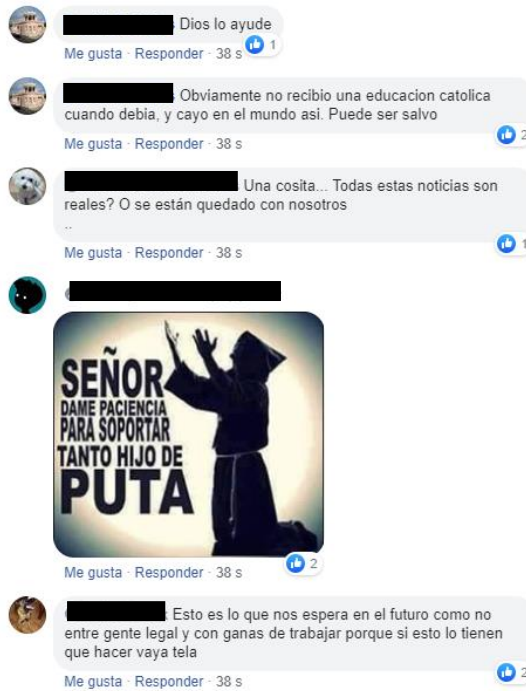 Dios lo ayude
Me gusta · Responder · 38 s
1
Obviamente no recibio una educacion catolica
cuando debia, y cayo en el mundo asi. Puede ser salvo
Me gusta · Responder · 38 s
2
Una cosita... Todas estas noticias son
reales? O se están quedado con nosotros
..
Me gusta · Responder · 38 s
1
SEÑOR
DAME PACIENCIA
PARA SOPORTAR
TANTO HIJO DE
PUTA
Me gusta · Responder · 38 s
2
Esto es lo que nos espera en el futuro como no
entre gente legal y con ganas de trabajar porque si esto lo tienen
que hacer vaya tela
Me gusta · Responder · 38 s
2